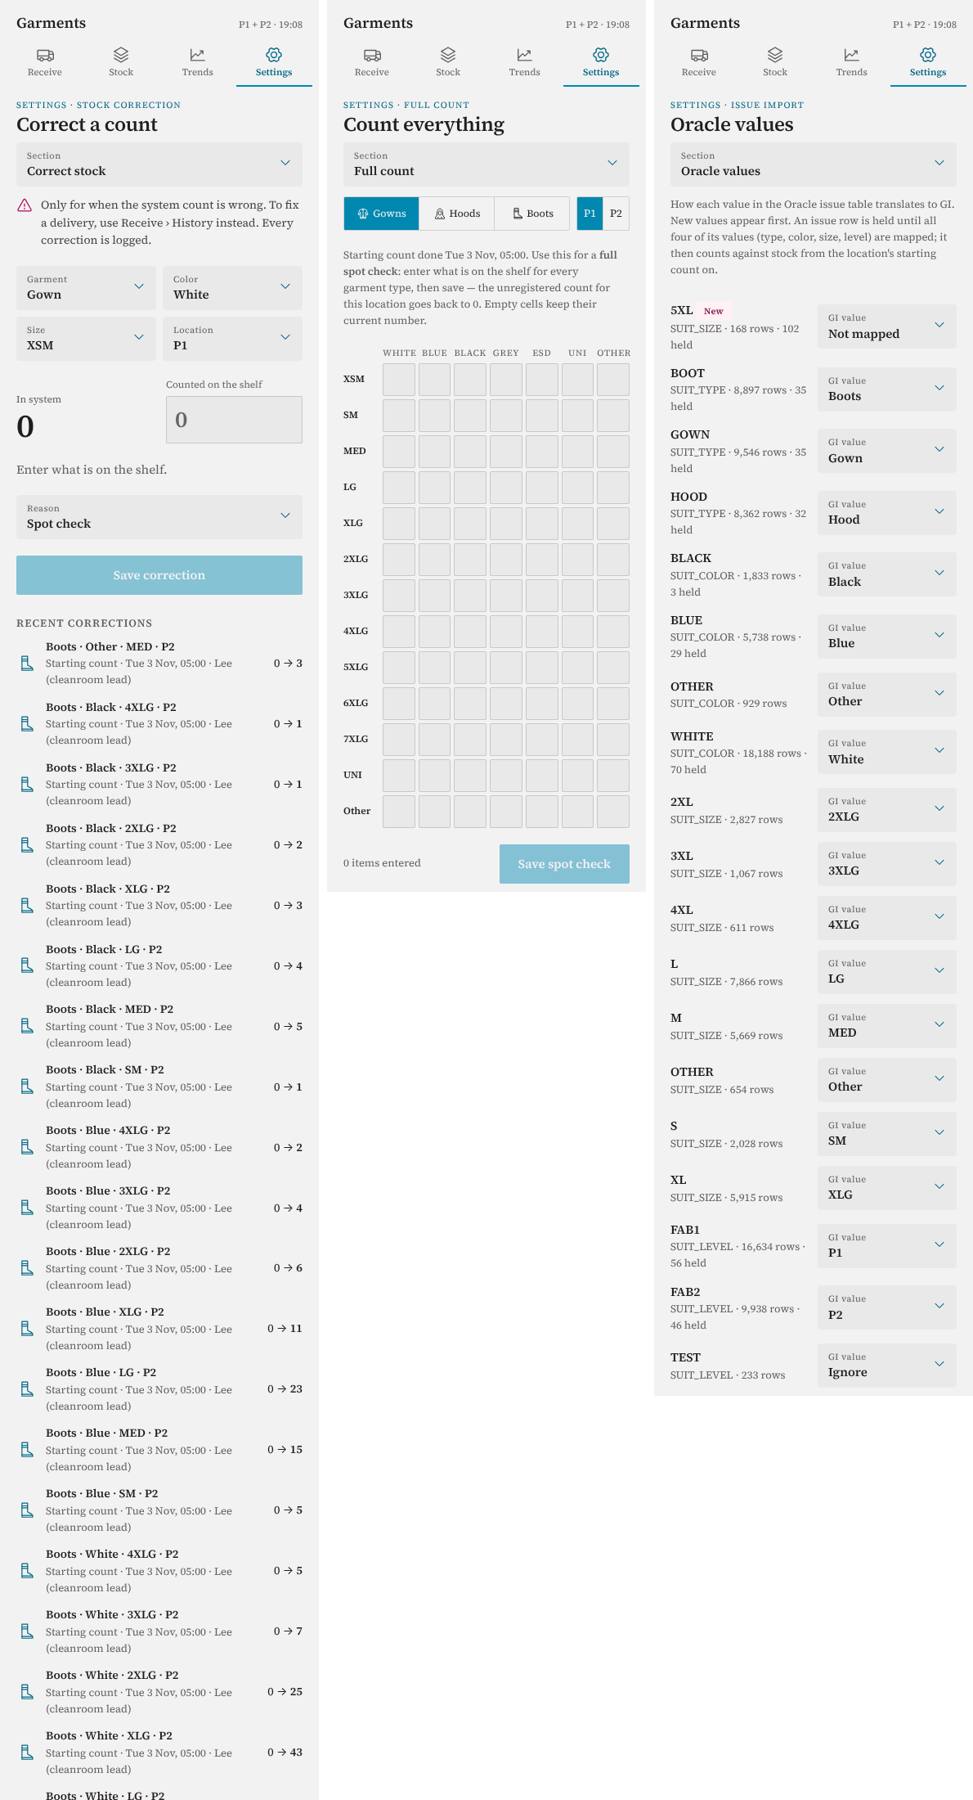 Garments
P1 + P2 · 19:08
Receive
Stock
Trends
Settings
SETTINGS · STOCK CORRECTION
Correct a count
Section
Correct stock
Only for when the system count is wrong. To fix
a delivery, use Receive › History instead. Every
correction is logged.
Garment
Gown
Color
White
Size
XSM
Location
P1
In system
0
Counted on the shelf
0
Enter what is on the shelf.
Reason
Spot check
Save correction
RECENT CORRECTIONS
Boots · Other · MED · P2
Starting count · Tue 3 Nov, 05:00 · Lee
(cleanroom lead)
0 → 3
Boots · Black · 4XLG · P2
Starting count · Tue 3 Nov, 05:00 · Lee
(cleanroom lead)
0 → 1
Boots · Black · 3XLG · P2
Starting count · Tue 3 Nov, 05:00 · Lee
(cleanroom lead)
0 → 1
Boots · Black · 2XLG · P2
Starting count · Tue 3 Nov, 05:00 · Lee
(cleanroom lead)
0 → 2
Boots · Black · XLG · P2
Starting count · Tue 3 Nov, 05:00 · Lee
(cleanroom lead)
0 → 3
Boots · Black · LG · P2
Starting count · Tue 3 Nov, 05:00 · Lee
(cleanroom lead)
0 → 4
Boots · Black · MED · P2
Starting count · Tue 3 Nov, 05:00 · Lee
(cleanroom lead)
0 → 5
Boots · Black · SM · P2
Starting count · Tue 3 Nov, 05:00 · Lee
(cleanroom lead)
0 → 1
Boots · Blue · 4XLG · P2
Starting count · Tue 3 Nov, 05:00 · Lee
(cleanroom lead)
0 → 2
Boots · Blue · 3XLG · P2
Starting count · Tue 3 Nov, 05:00 · Lee
(cleanroom lead)
0 → 4
Boots · Blue · 2XLG · P2
Starting count · Tue 3 Nov, 05:00 · Lee
(cleanroom lead)
0 → 6
Boots · Blue · XLG · P2
Starting count · Tue 3 Nov, 05:00 · Lee
(cleanroom lead)
0 → 11
Boots · Blue · LG · P2
Starting count · Tue 3 Nov, 05:00 · Lee
(cleanroom lead)
0 → 23
Boots · Blue · MED · P2
Starting count · Tue 3 Nov, 05:00 · Lee
(cleanroom lead)
0 → 15
Boots · Blue · SM · P2
Starting count · Tue 3 Nov, 05:00 · Lee
(cleanroom lead)
0 → 5
Boots · White · 4XLG · P2
Starting count · Tue 3 Nov, 05:00 · Lee
(cleanroom lead)
0 → 5
Boots · White · 3XLG · P2
Starting count · Tue 3 Nov, 05:00 · Lee
(cleanroom lead)
0 → 7
Boots · White · 2XLG · P2
Starting count · Tue 3 Nov, 05:00 · Lee
(cleanroom lead)
0 → 25
Boots · White · XLG · P2
Starting count · Tue 3 Nov, 05:00 · Lee
(cleanroom lead)
0 → 43
Boots · White · LG · P2
Garments
P1 + P2 · 19:08
Receive
Stock
Trends
Settings
SETTINGS · FULL COUNT
Count everything
Section
Full count
Gowns
Hoods
Boots
P1
P2
Starting count done Tue 3 Nov, 05:00. Use this for a full
spot check: enter what is on the shelf for every
garment type, then save — the unregistered count for
this location goes back to 0. Empty cells keep their
current number.
WHITE BLUE BLACK GREY ESD UNI OTHER
XSM
SM
MED
LG
XLG
2XLG
3XLG
4XLG
5XLG
6XLG
7XLG
UNI
Other
0 items entered
Save spot check
Garments
P1 + P2 · 19:08
Receive
Stock
Trends
Settings
SETTINGS · ISSUE IMPORT
Oracle values
Section
Oracle values
How each value in the Oracle issue table translates to GI.
New values appear first. An issue row is held until all
four of its values (type, color, size, level) are mapped; it
then counts against stock from the location's starting
count on.
5XL New
SUIT_SIZE · 168 rows · 102
held
GI value
Not mapped
BOOT
SUIT_TYPE · 8,897 rows · 35
held
GI value
Boots
GOWN
SUIT_TYPE · 9,546 rows · 35
held
GI value
Gown
HOOD
SUIT_TYPE · 8,362 rows · 32
held
GI value
Hood
BLACK
SUIT_COLOR · 1,833 rows ·
3 held
GI value
Black
BLUE
SUIT_COLOR · 5,738 rows ·
29 held
GI value
Blue
OTHER
SUIT_COLOR · 929 rows
GI value
Other
WHITE
SUIT_COLOR · 18,188 rows ·
70 held
GI value
White
2XL
SUIT_SIZE · 2,827 rows
GI value
2XLG
3XL
SUIT_SIZE · 1,067 rows
GI value
3XLG
4XL
SUIT_SIZE · 611 rows
GI value
4XLG
L
SUIT_SIZE · 7,866 rows
GI value
LG
M
SUIT_SIZE · 5,669 rows
GI value
MED
OTHER
SUIT_SIZE · 654 rows
GI value
Other
S
SUIT_SIZE · 2,028 rows
GI value
SM
XL
SUIT_SIZE · 5,915 rows
GI value
XLG
FAB1
SUIT_LEVEL · 16,634 rows ·
56 held
GI value
P1
FAB2
SUIT_LEVEL · 9,938 rows ·
46 held
GI value
P2
TEST
SUIT_LEVEL · 233 rows
GI value
Ignore